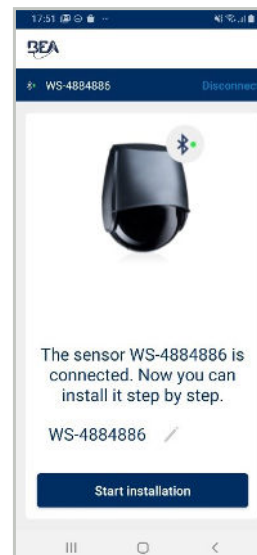 17:51
BEA
WS-4884886 Disconnect
The sensor WS-4884886 is
connected. Now you can
install it step by step.
WS-4884886
Start installation